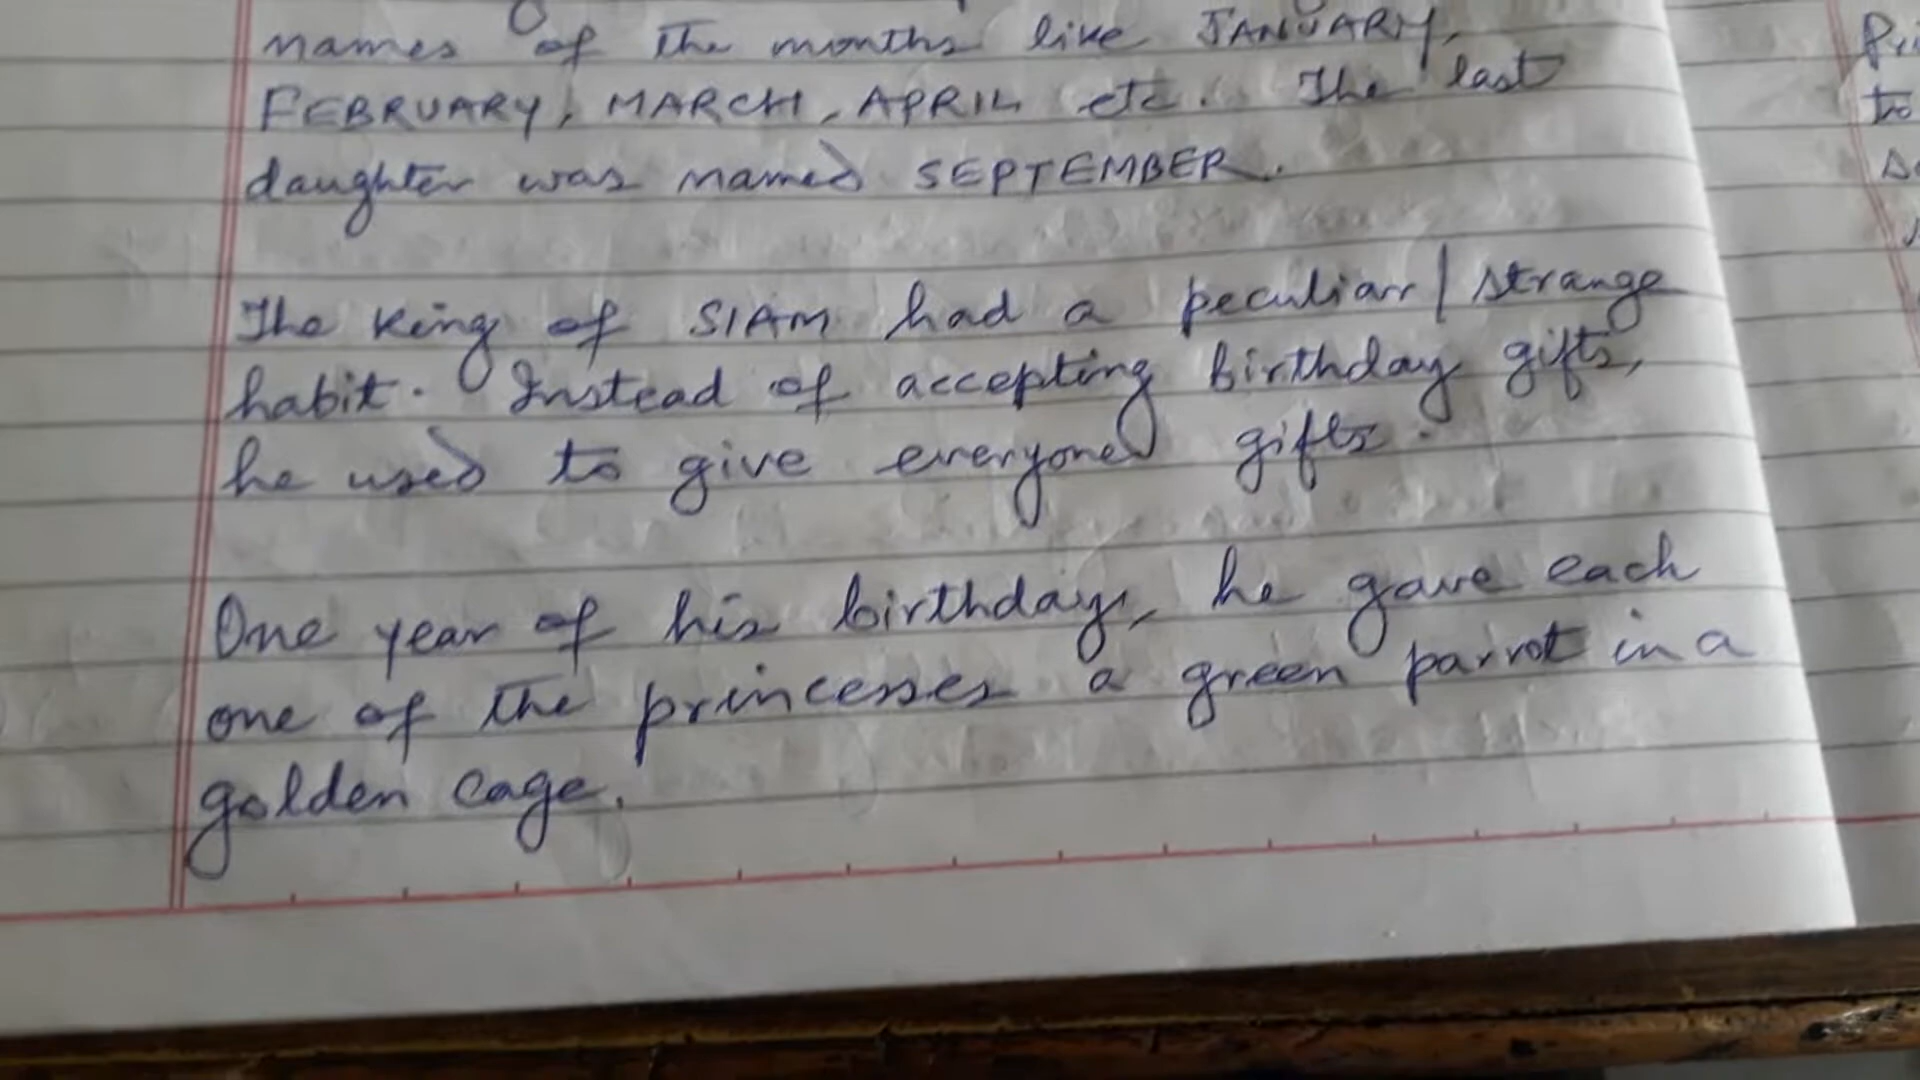 names of the months like JANUARY,
FEBRUARY, MARCH, APRIL etc. The last
daughter was named SEPTEMBER.
The King of SIAM had a peculiar / strange
habit. Instead of accepting birthday gifts,
he used to give everyone gifts.
One year of his birthday, he gave each
one of the princesses a green parrot in a
golden cage.
to